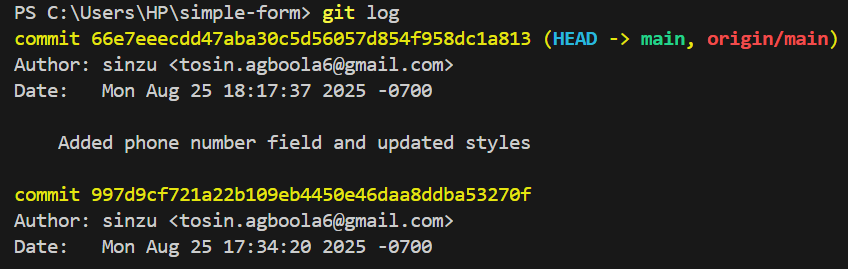 PS C:\Users\HP\simple-form> git log
commit 66e7eeecdd47aba30c5d56057d854f958dc1a813 (HEAD -> main, origin/main)
Author: sinzu <tosin.agboola6@gmail.com>
Date:   Mon Aug 25 18:17:37 2025 -0700
Added phone number field and updated styles
commit 997d9cf721a22b109eb4450e46daa8ddba53270f
Author: sinzu <tosin.agboola6@gmail.com>
Date:   Mon Aug 25 17:34:20 2025 -0700